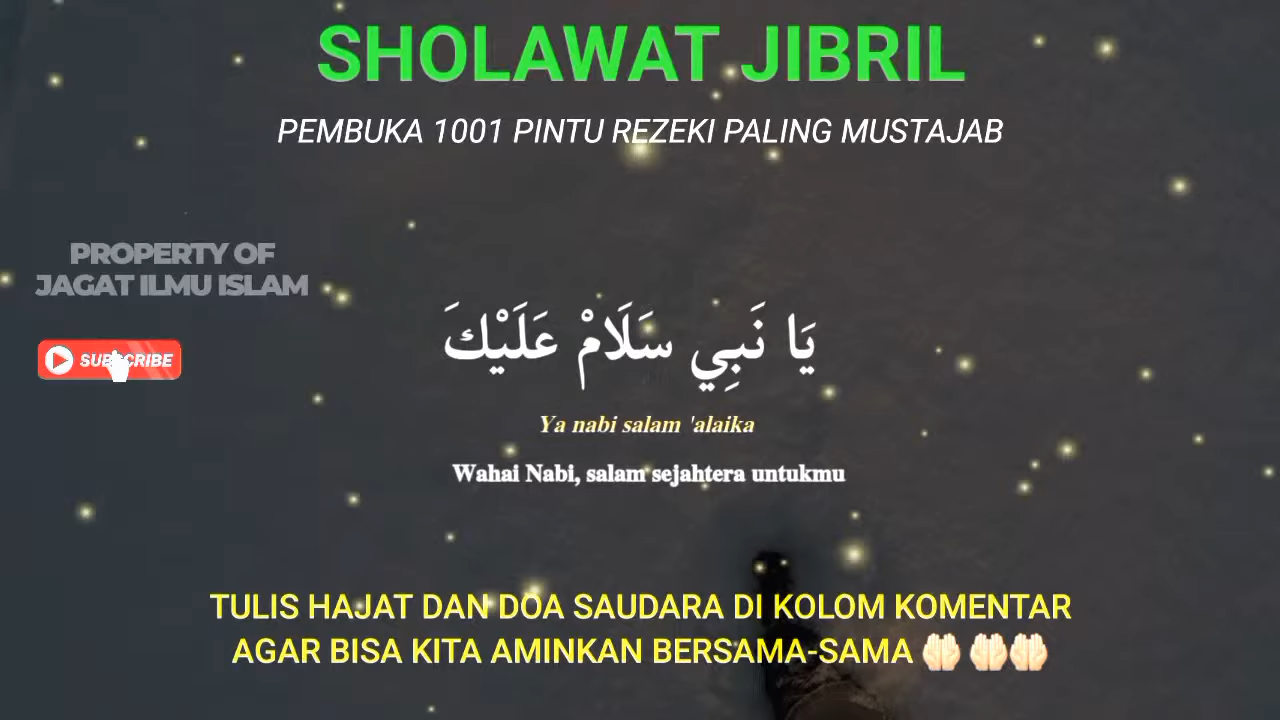 SHOLAWAT JIBRIL
PEMBUKA 1001 PINTU REZEKI PALING MUSTAJAB
PROPERTY OF
JAGAT ILMU ISLAM
SUBSCRIBE
يَا نَبِي سَلَامْ عَلَيْكَ
Ya nabi salam 'alaika
Wahai Nabi, salam sejahtera untukmu
TULIS HAJAT DAN DOA SAUDARA DI KOLOM KOMENTAR
AGAR BISA KITA AMINKAN BERSAMA-SAMA 🤲🏻 🤲🏻🤲🏻